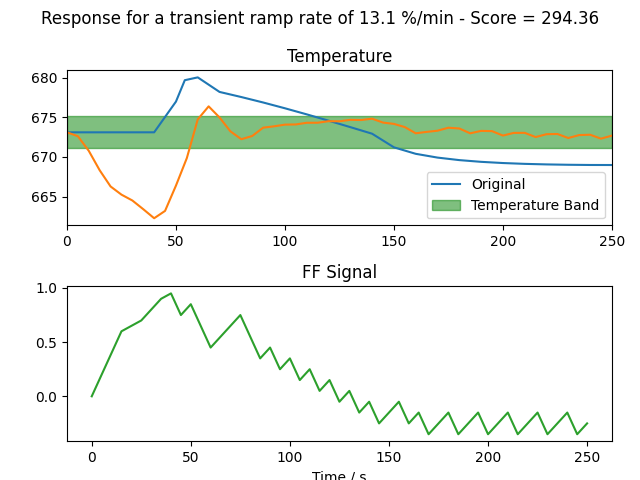 Response for a transient ramp rate of 13.1 %/min - Score = 294.36
Temperature
680
675
670
665
Original
Temperature Band
0 50 100 150 200 250
FF Signal
1.0
0.5
0.0
0 50 100 150 200 250
Time / s